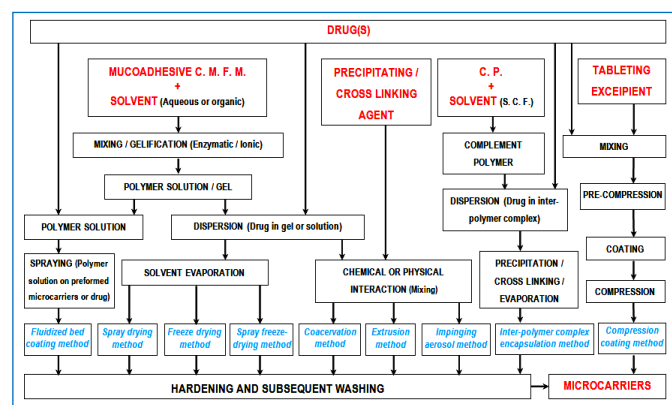 DRUG(S)
MUCOADHESIVE C. M. F. M.
+
SOLVENT (Aqueous or organic)
PRECIPITATING /
CROSS LINKING
AGENT
C. P.
+
SOLVENT (S. C. F.)
TABLETING
EXCEIPIENT
MIXING / GELIFICATION (Enzymatic / Ionic)
COMPLEMENT
POLYMER
MIXING
POLYMER SOLUTION / GEL
PRE-COMPRESSION
POLYMER SOLUTION
DISPERSION (Drug in gel or solution)
DISPERSION (Drug in inter-
polymer complex)
COATING
SPRAYING (Polymer
solution on preformed
microcarriers or drug)
SOLVENT EVAPORATION
CHEMICAL OR PHYSICAL
INTERACTION (Mixing)
PRECIPITATION /
CROSS LINKING /
EVAPORATION
COMPRESSION
Fluidized bed
coating method
Spray drying
method
Freeze drying
method
Spray freeze-
drying method
Coacervation
method
Extrusion
method
Impinging
aerosol method
Inter-polymer complex
encapsulation method
Compression
coating method
HARDENING AND SUBSEQUENT WASHING
MICROCARRIERS